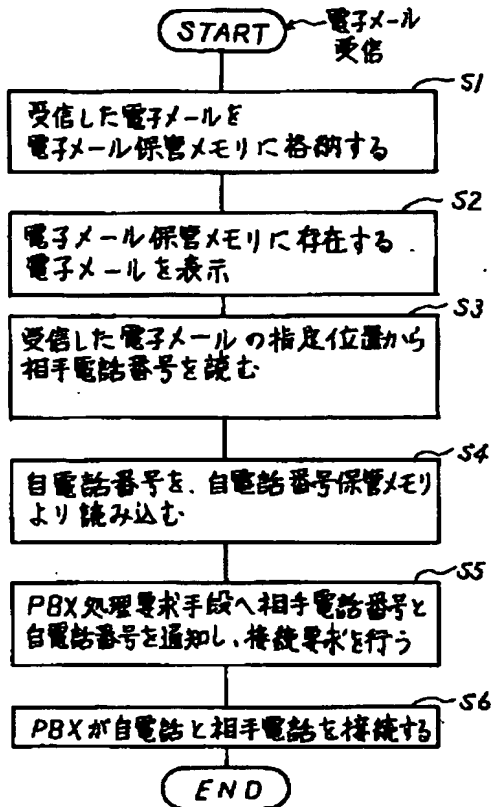 START
電子メール
受信
S1
受信した電子メールを
電子メール保管メモリに格納する
S2
電子メール保管メモリに存在する
電子メールを表示
S3
受信した電子メールの指定位置から
相手電話番号を読む
S4
自電話番号を、自電話番号保管メモリ
より読み込む
S5
PBX処理要求手段へ相手電話番号と
自電話番号を通知し、接続要求を行う
S6
PBXが自電話と相手電話を接続する
END